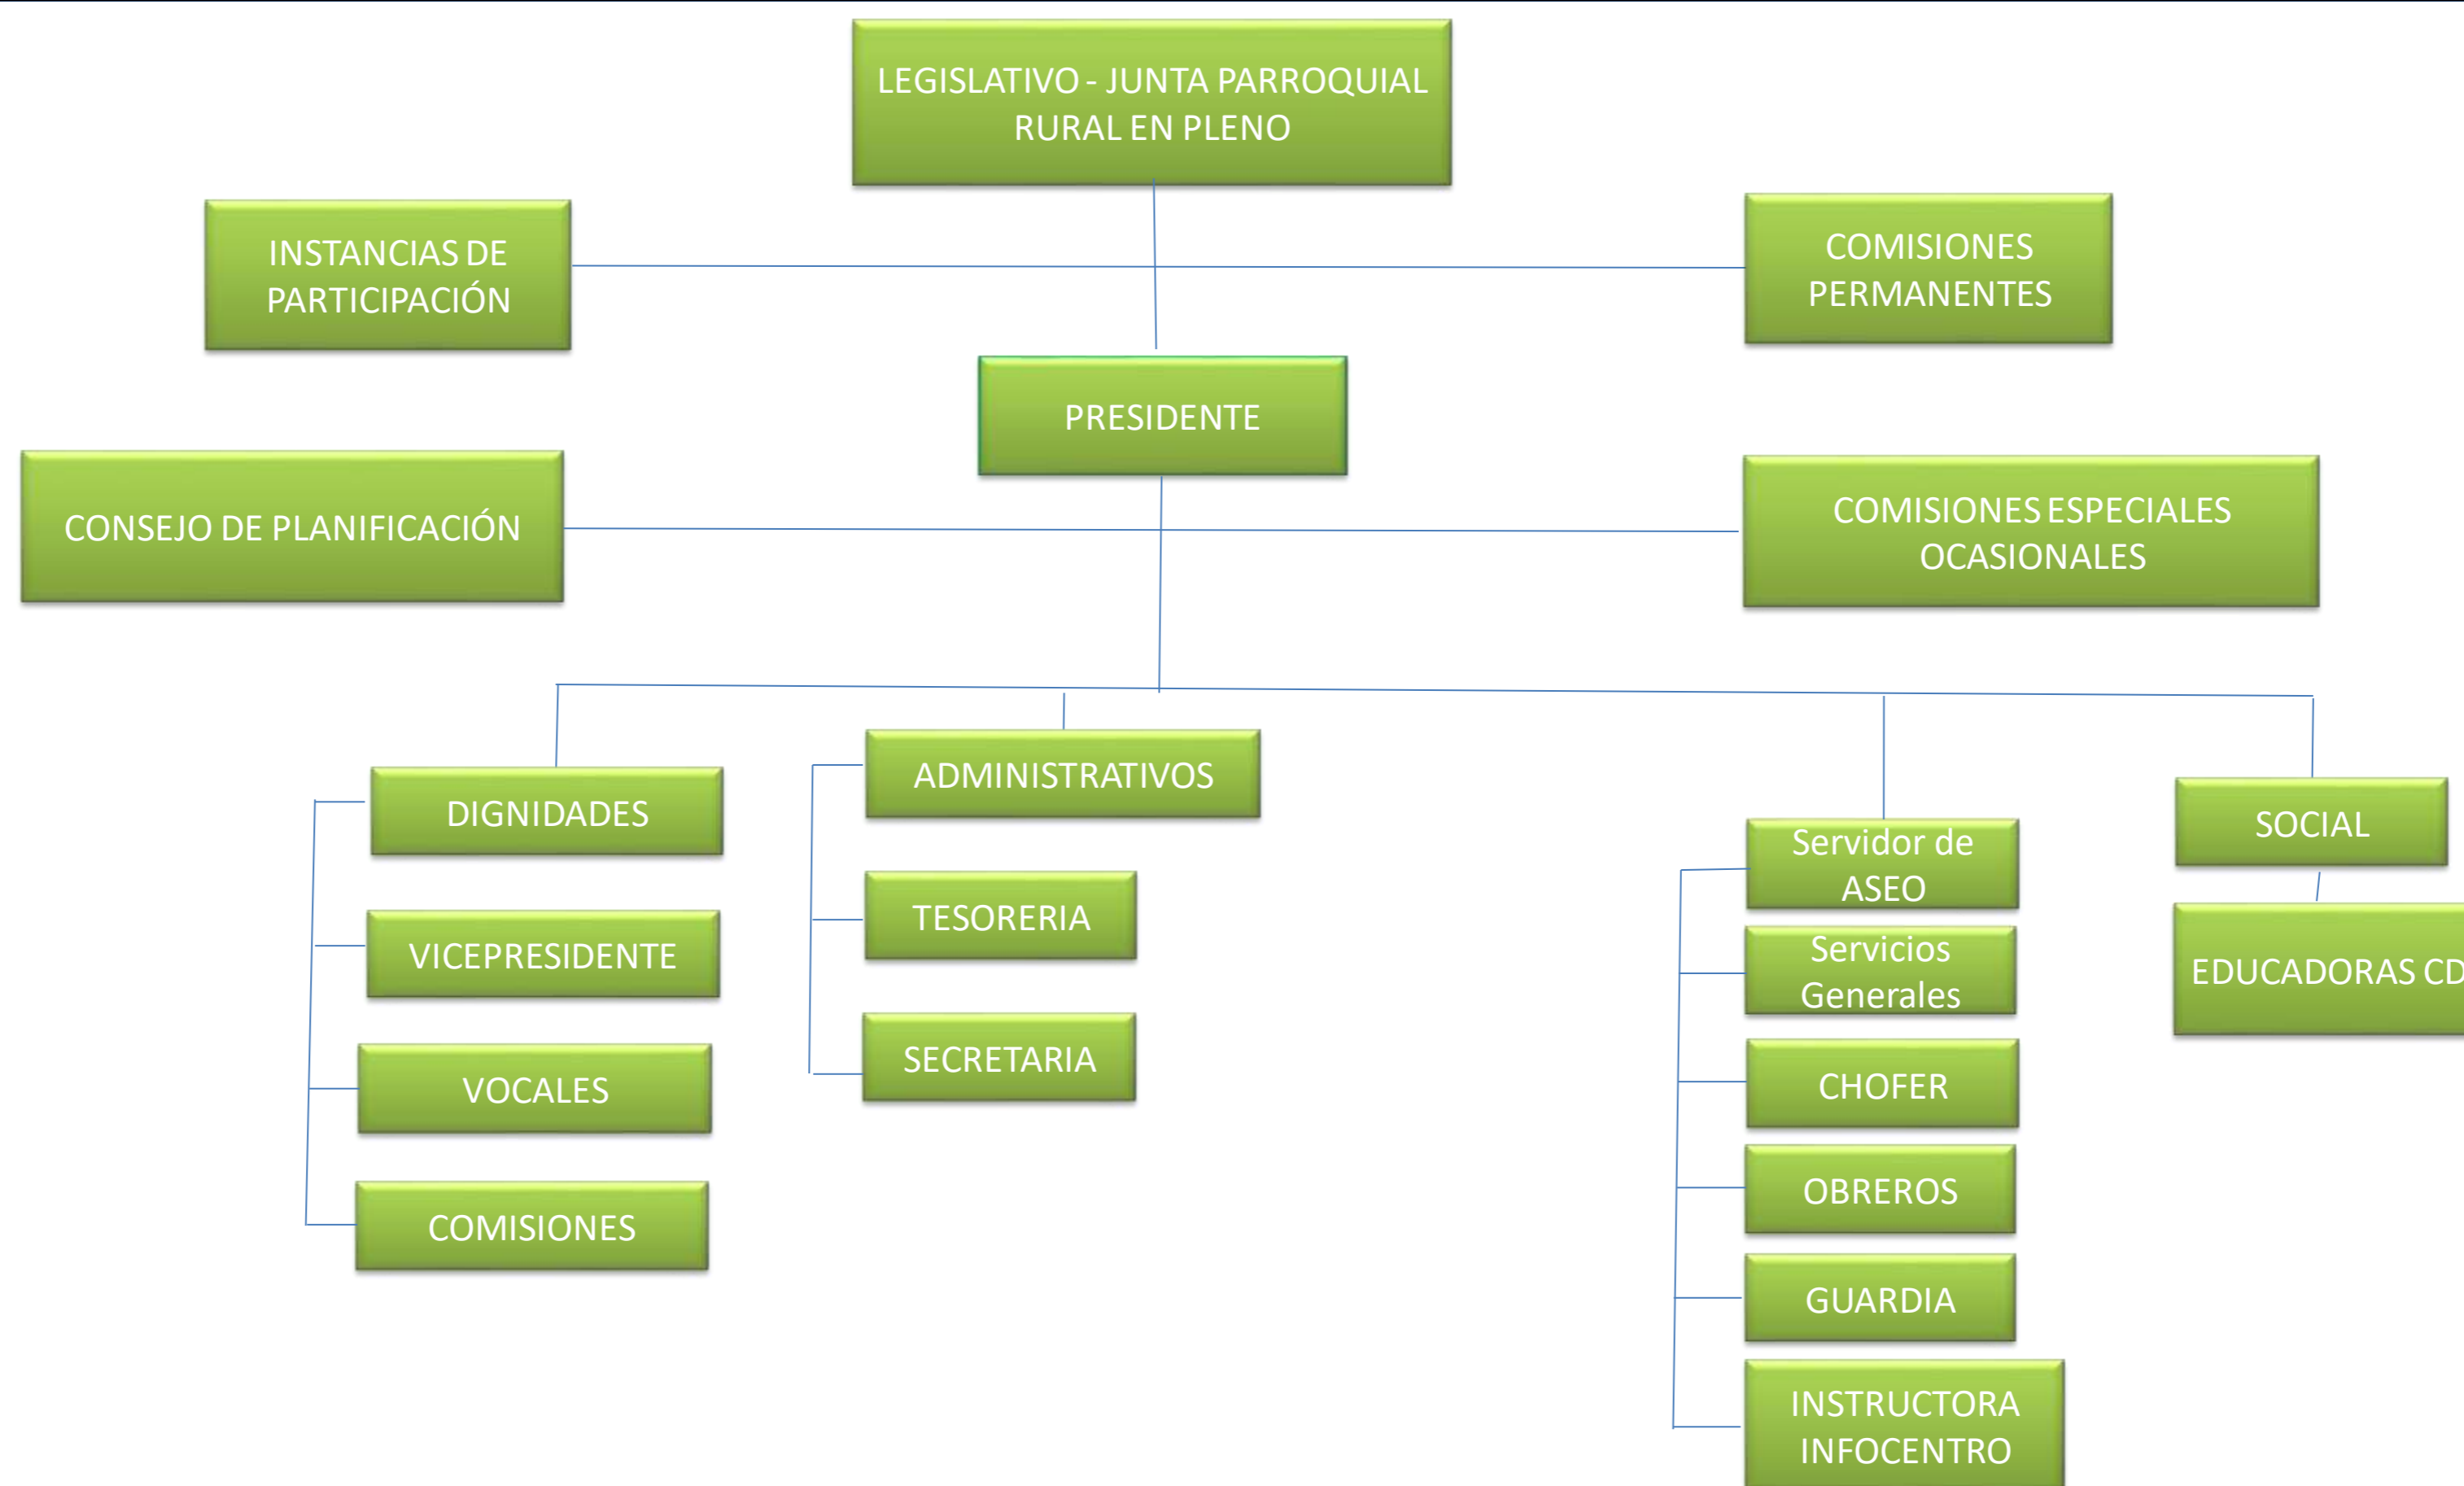 LEGISLATIVO - JUNTA PARROQUIAL
RURAL EN PLENO
INSTANCIAS DE
PARTICIPACIÓN
COMISIONES
PERMANENTES
PRESIDENTE
CONSEJO DE PLANIFICACIÓN
COMISIONES ESPECIALES
OCASIONALES
DIGNIDADES
VICEPRESIDENTE
VOCALES
COMISIONES
ADMINISTRATIVOS
TESORERIA
SECRETARIA
Servidor de
ASEO
Servicios
Generales
CHOFER
OBREROS
GUARDIA
INSTRUCTORA
INFOCENTRO
SOCIAL
EDUCADORAS